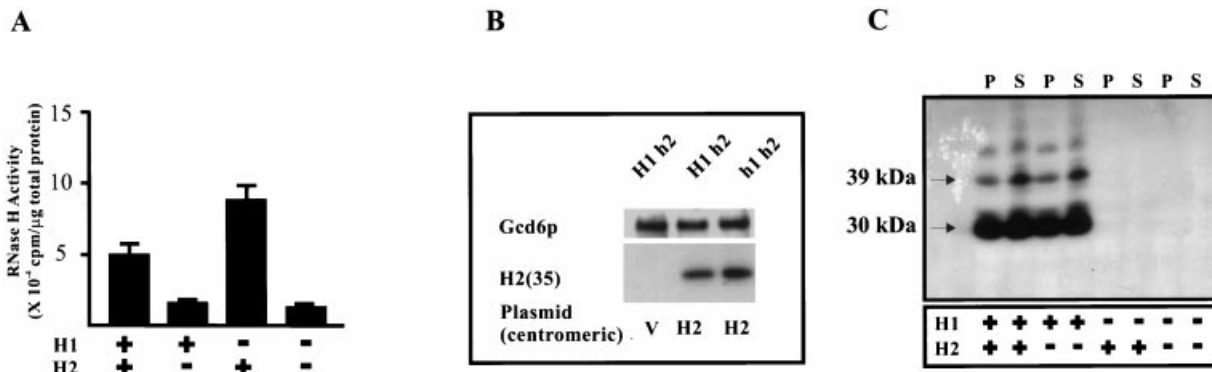 A
RNase H Activity
(X 10⁻⁴ cpm/µg total protein)
15
10
5
H1 + + - -
H2 + - + -
B
H1 h2 H1 h2 h1 h2
Gcd6p
H2(35)
Plasmid
(centromeric) V H2 H2
C
P S P S P S P S
39 kDa
30 kDa
H1 + + + + - - - -
H2 + + - - + + - -